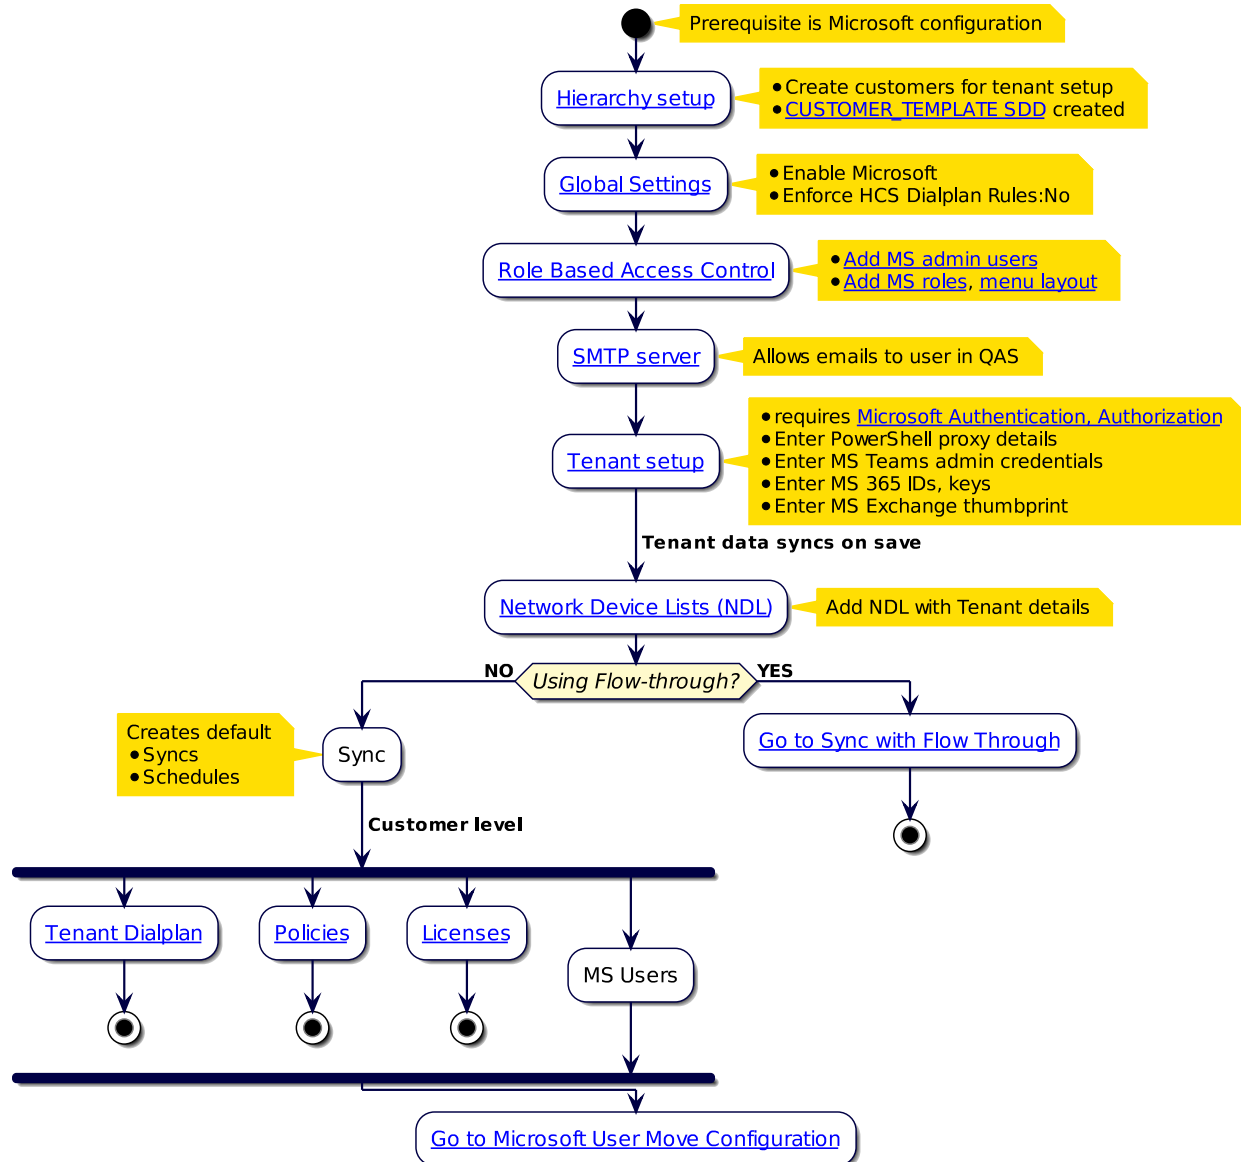 Prerequisite is Microsoft configuration
Hierarchy setup
•Create customers for tenant setup
•CUSTOMER_TEMPLATE SDD created
Global Settings
•Enable Microsoft
•Enforce HCS Dialplan Rules:No
Role Based Access Control
•Add MS admin users
•Add MS roles, menu layout
SMTP server
Allows emails to user in QAS
Tenant setup
•requires Microsoft Authentication, Authorization
•Enter PowerShell proxy details
•Enter MS Teams admin credentials
•Enter MS 365 IDs, keys
•Enter MS Exchange thumbprint
Tenant data syncs on save
Network Device Lists (NDL)
Add NDL with Tenant details
NO
Using Flow-through?
YES
Creates default
•Syncs
•Schedules
Sync
Go to Sync with Flow Through
Customer level
Tenant Dialplan
Policies
Licenses
MS Users
Go to Microsoft User Move Configuration